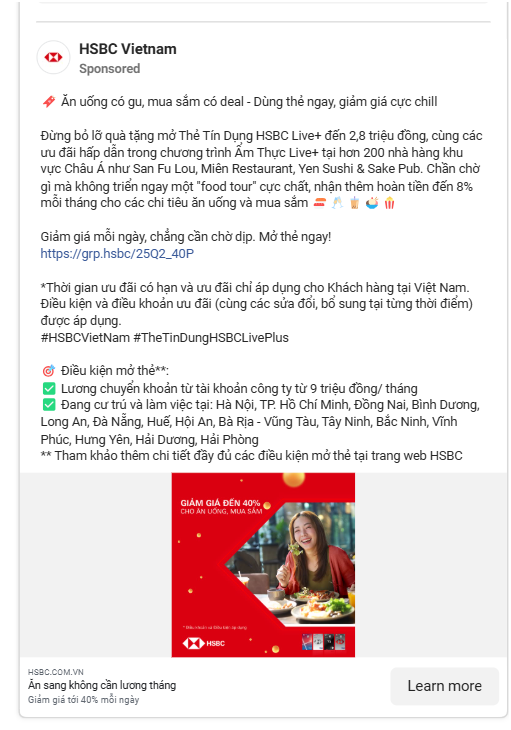 HSBC Vietnam
Sponsored
Ăn uống có gu, mua sắm có deal - Dùng thẻ ngay, giảm giá cực chill
Đừng bỏ lỡ quà tặng mở Thẻ Tín Dụng HSBC Live+ đến 2,8 triệu đồng, cùng các
ưu đãi hấp dẫn trong chương trình Ẩm Thực Live+ tại hơn 200 nhà hàng khu
vực Châu Á như San Fu Lou, Miên Restaurant, Yen Sushi & Sake Pub. Chần chờ
gì mà không triển ngay một "food tour" cực chất, nhận thêm hoàn tiền đến 8%
mỗi tháng cho các chi tiêu ăn uống và mua sắm
Giảm giá mỗi ngày, chẳng cần chờ dịp. Mở thẻ ngay!
https://grp.hsbc/25Q2_40P
*Thời gian ưu đãi có hạn và ưu đãi chỉ áp dụng cho Khách hàng tại Việt Nam.
Điều kiện và điều khoản ưu đãi (cùng các sửa đổi, bổ sung tại từng thời điểm)
được áp dụng.
#HSBCVietNam #TheTinDungHSBCLivePlus
Điều kiện mở thẻ**:
Lương chuyển khoản từ tài khoản công ty từ 9 triệu đồng/ tháng
Đang cư trú và làm việc tại: Hà Nội, TP. Hồ Chí Minh, Đồng Nai, Bình Dương,
Long An, Đà Nẵng, Huế, Hội An, Bà Rịa - Vũng Tàu, Tây Ninh, Bắc Ninh, Vĩnh
Phúc, Hưng Yên, Hải Dương, Hải Phòng
** Tham khảo thêm chi tiết đầy đủ các điều kiện mở thẻ tại trang web HSBC
GIẢM GIÁ ĐẾN 40%
CHO ĂN UỐNG, MUA SẮM
* Điều khoản và điều kiện áp dụng
HSBC
HSBC.COM.VN
Ăn sang không cần lương tháng
Giảm giá tới 40% mỗi ngày
Learn more